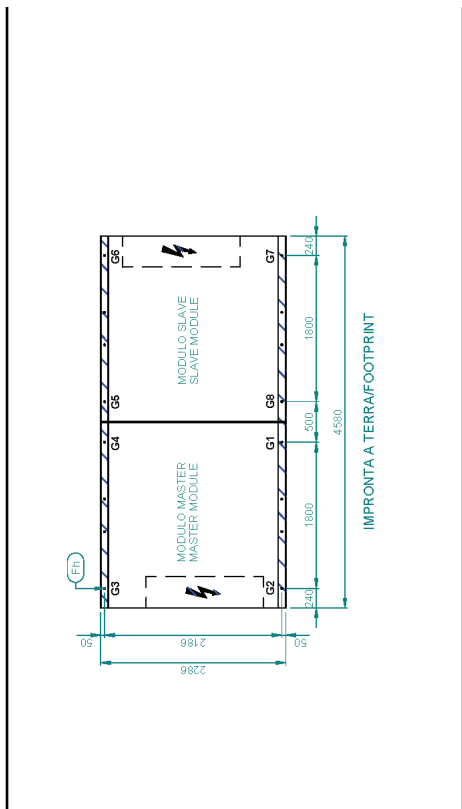 Fh
G3
G4
G5
G6
MODULO MASTER
MASTER MODULE
MODULO SLAVE
SLAVE MODULE
G2
G1
G8
G7
50
2186
50
2286
240
1800
500
1800
240
4580
IMPRONTA A TERRA/FOOTPRINT